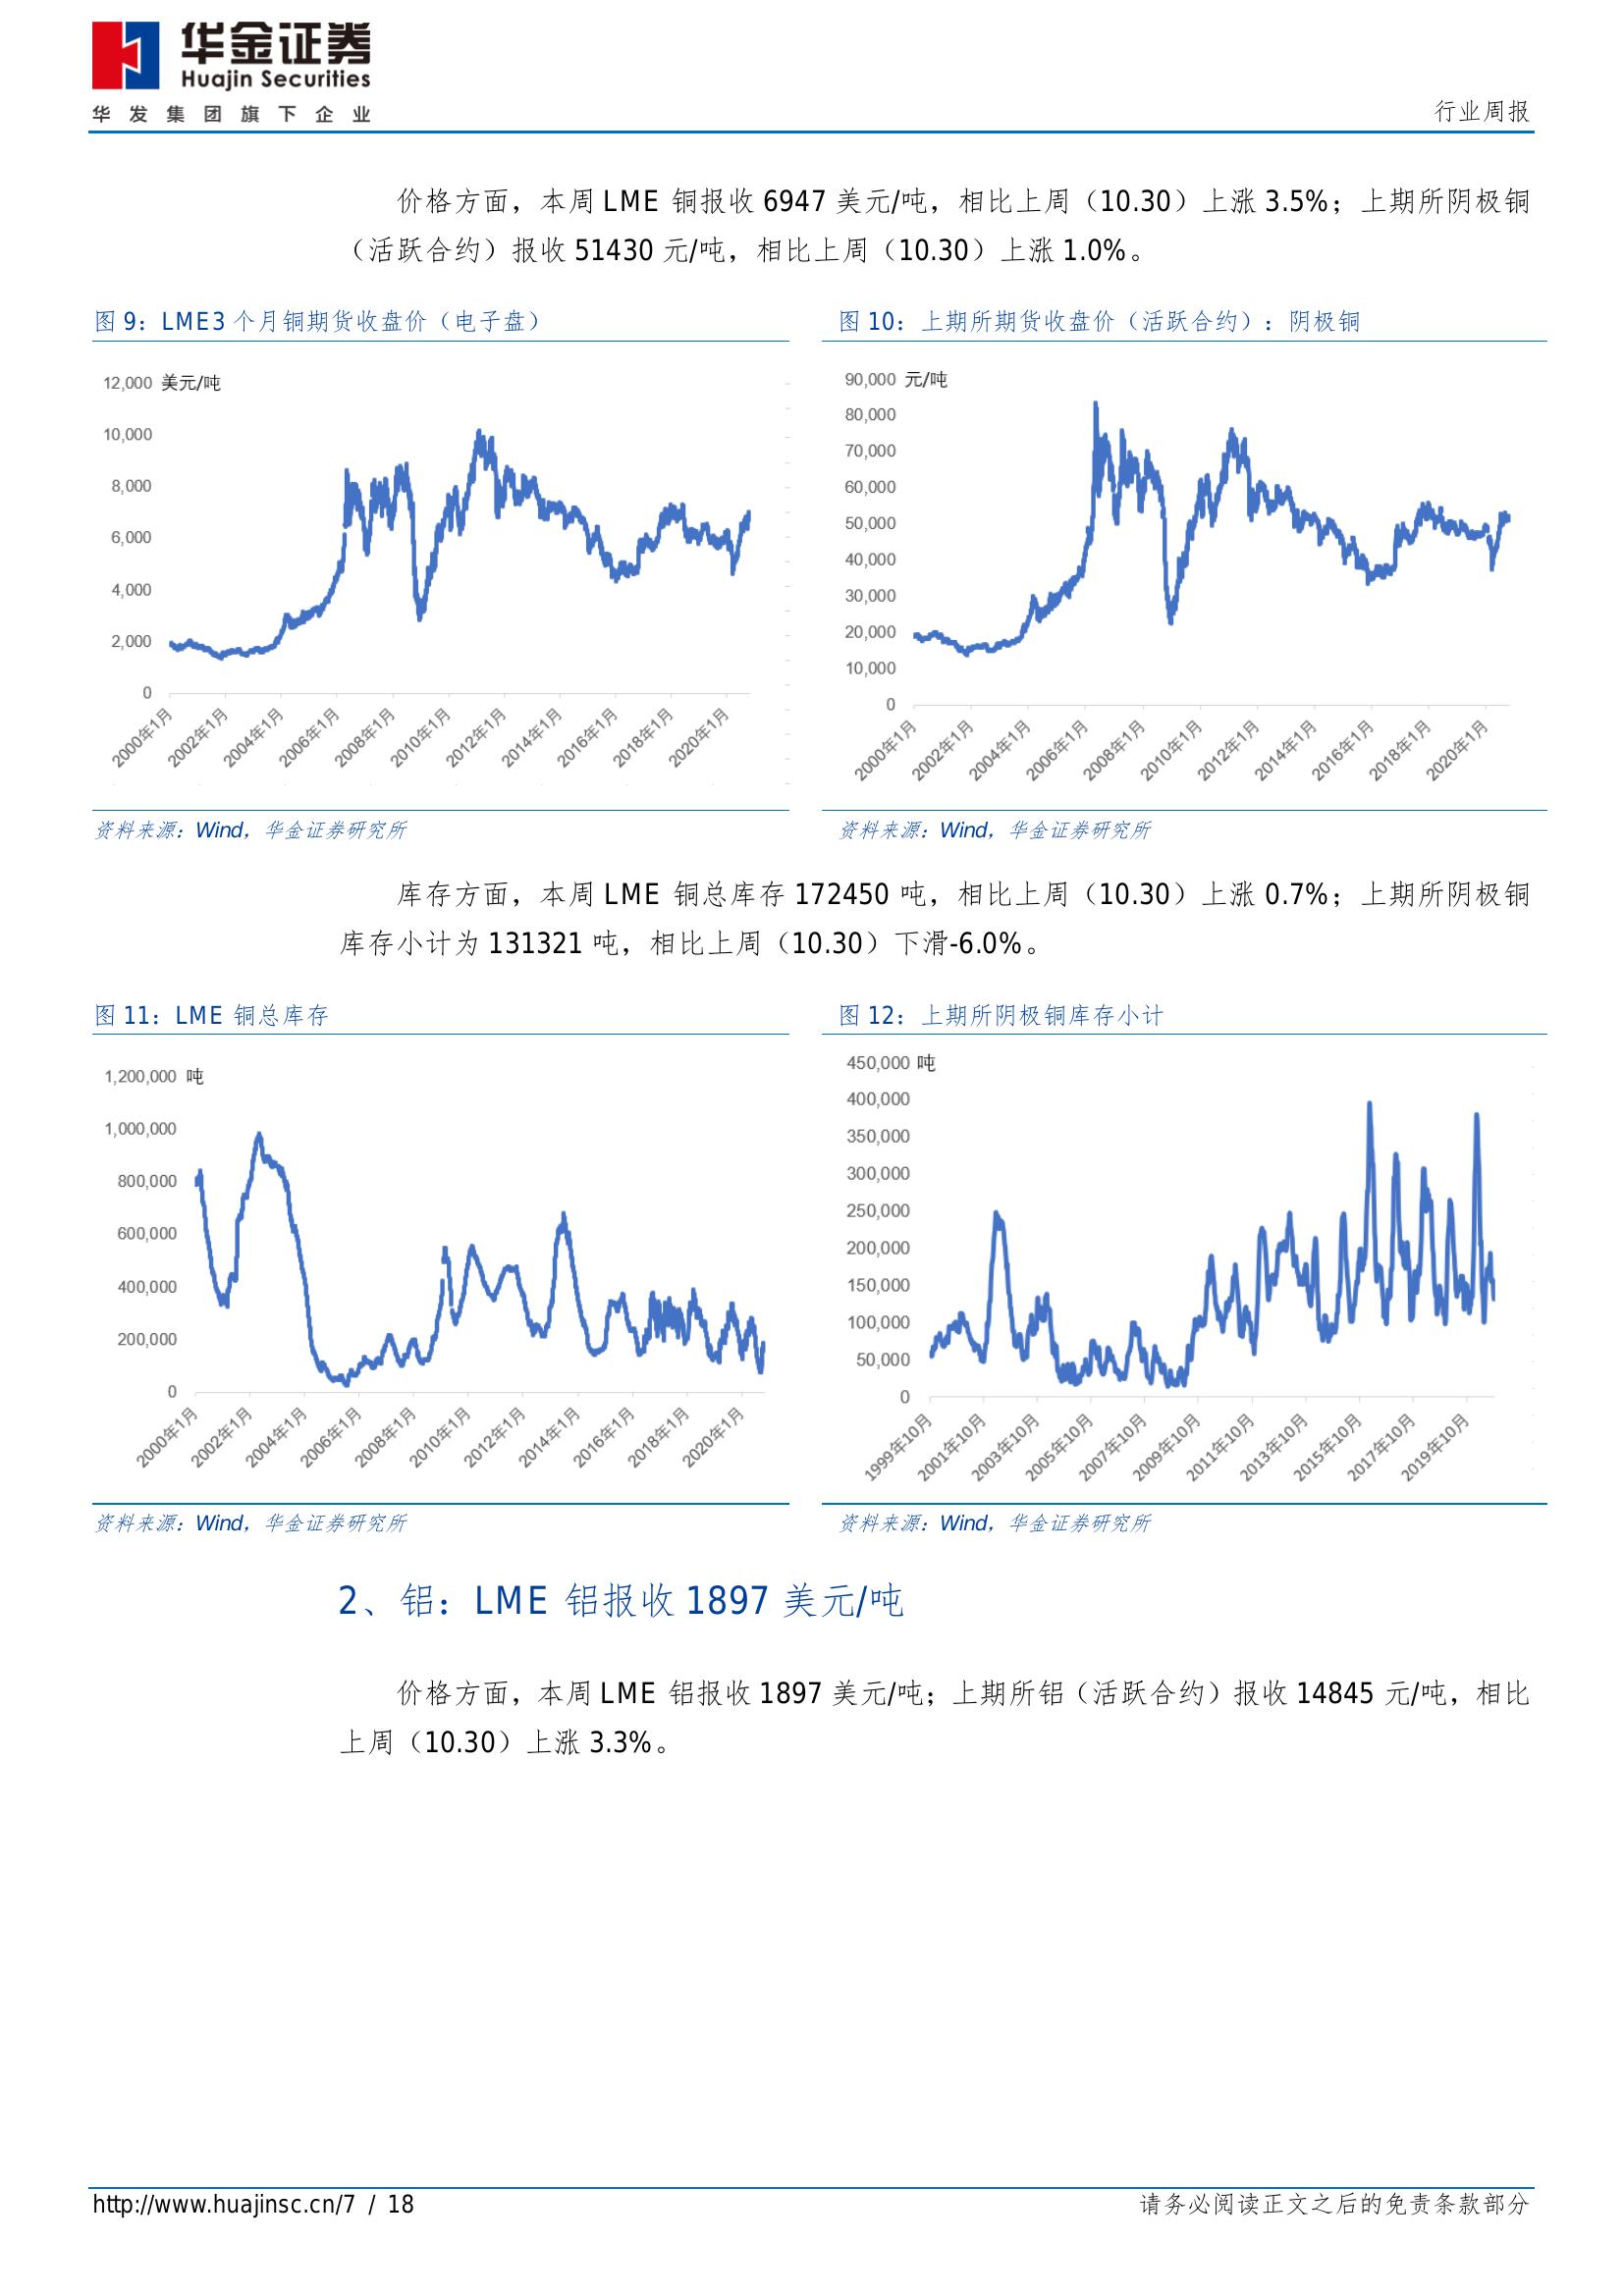 华金证券
Huajin Securities
华发集团旗下企业
行业周报
价格方面，本周 LME 铜报收 6947 美元/吨，相比上周（10.30）上涨 3.5%；上期所阴极铜
（活跃合约）报收 51430 元/吨，相比上周（10.30）上涨 1.0%。
图 9：LME3 个月铜期货收盘价（电子盘）
12,000 美元/吨
10,000
8,000
6,000
4,000
2,000
0
2000年1月
2002年1月
2004年1月
2006年1月
2008年1月
2010年1月
2012年1月
2014年1月
2016年1月
2018年1月
2020年1月
资料来源：Wind，华金证券研究所
图 10：上期所期货收盘价（活跃合约）：阴极铜
90,000 元/吨
80,000
70,000
60,000
50,000
40,000
30,000
20,000
10,000
0
2000年1月
2002年1月
2004年1月
2006年1月
2008年1月
2010年1月
2012年1月
2014年1月
2016年1月
2018年1月
2020年1月
资料来源：Wind，华金证券研究所
库存方面，本周 LME 铜总库存 172450 吨，相比上周（10.30）上涨 0.7%；上期所阴极铜
库存小计为 131321 吨，相比上周（10.30）下滑-6.0%。
图 11：LME 铜总库存
1,200,000 吨
1,000,000
800,000
600,000
400,000
200,000
0
2000年1月
2002年1月
2004年1月
2006年1月
2008年1月
2010年1月
2012年1月
2014年1月
2016年1月
2018年1月
2020年1月
资料来源：Wind，华金证券研究所
图 12：上期所阴极铜库存小计
450,000 吨
400,000
350,000
300,000
250,000
200,000
150,000
100,000
50,000
0
1999年10月
2001年10月
2003年10月
2005年10月
2007年10月
2009年10月
2011年10月
2013年10月
2015年10月
2017年10月
2019年10月
资料来源：Wind，华金证券研究所
2、铝：LME 铝报收 1897 美元/吨
价格方面，本周 LME 铝报收 1897 美元/吨；上期所铝（活跃合约）报收 14845 元/吨，相比
上周（10.30）上涨 3.3%。
http://www.huajinsc.cn/7 / 18
请务必阅读正文之后的免责条款部分